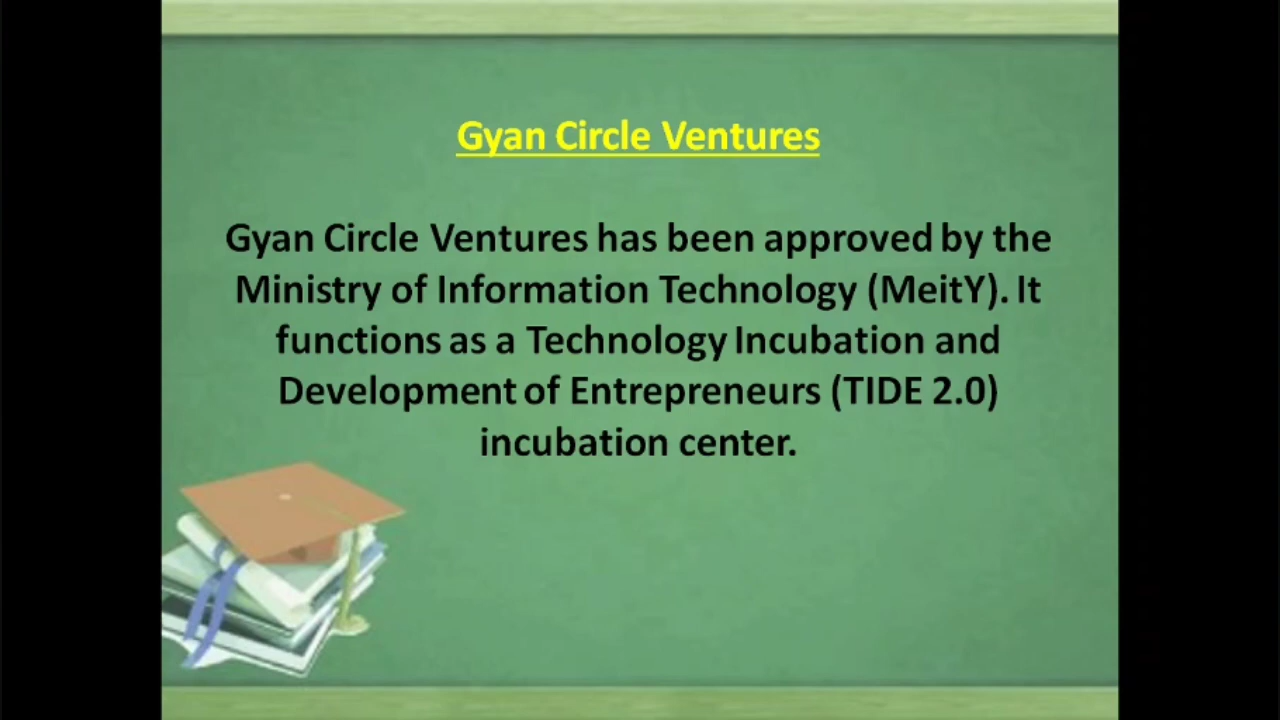 Gyan Circle Ventures
Gyan Circle Ventures has been approved by the
Ministry of Information Technology (MeitY). It
functions as a Technology Incubation and
Development of Entrepreneurs (TIDE 2.0)
incubation center.